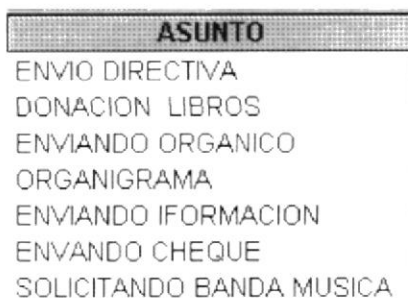 ASUNTO
ENVIO DIRECTIVA
DONACION LIBROS
ENVIANDO ORGANICO
ORGANIGRAMA
ENVIANDO IFORMACION
ENVANDO CHEQUE
SOLICITANDO BANDA MUSICA